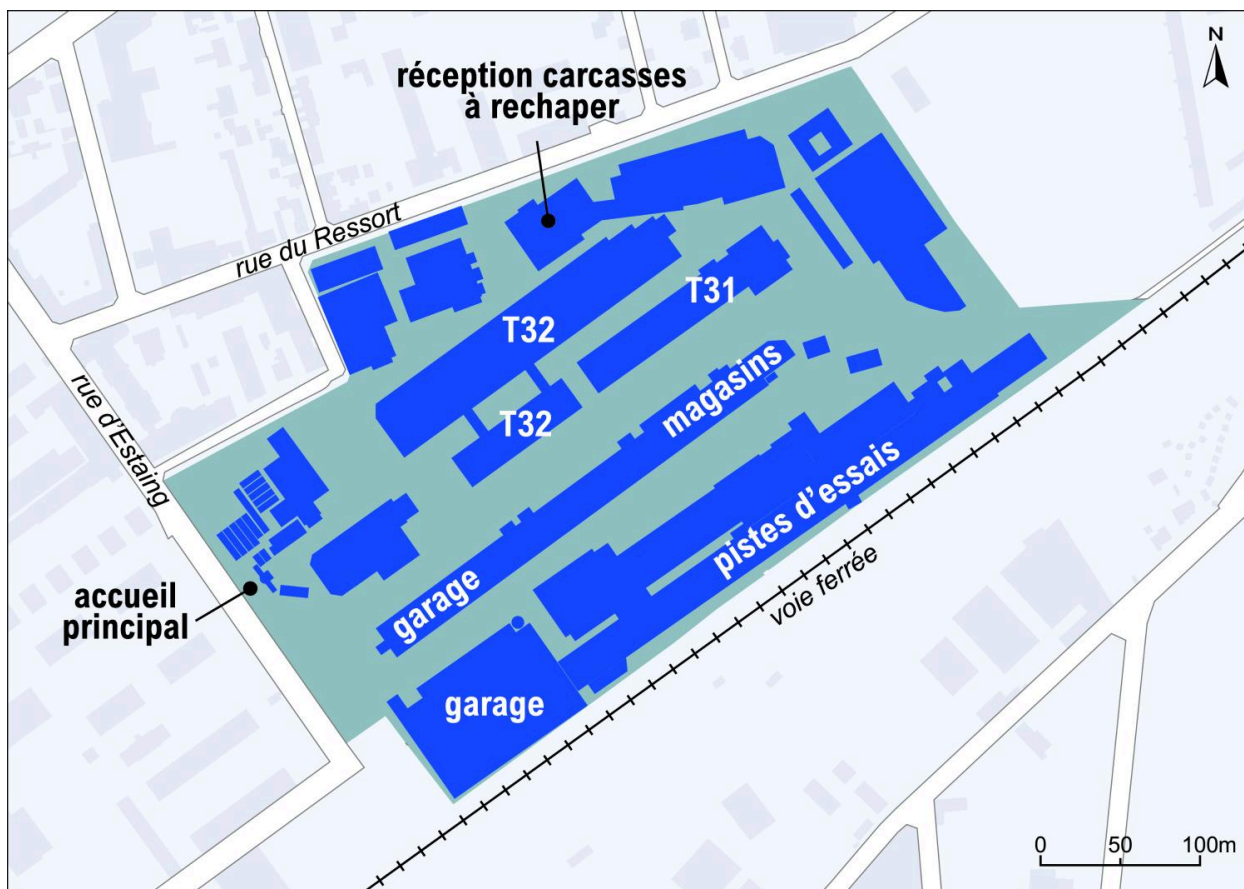 N
réception carcasses
à rechaper
rue du Ressort
T31
T32
magasins
T32
rue d'Estaing
pistes d'essais
voie ferrée
garage
accueil
principal
garage
0 50 100m